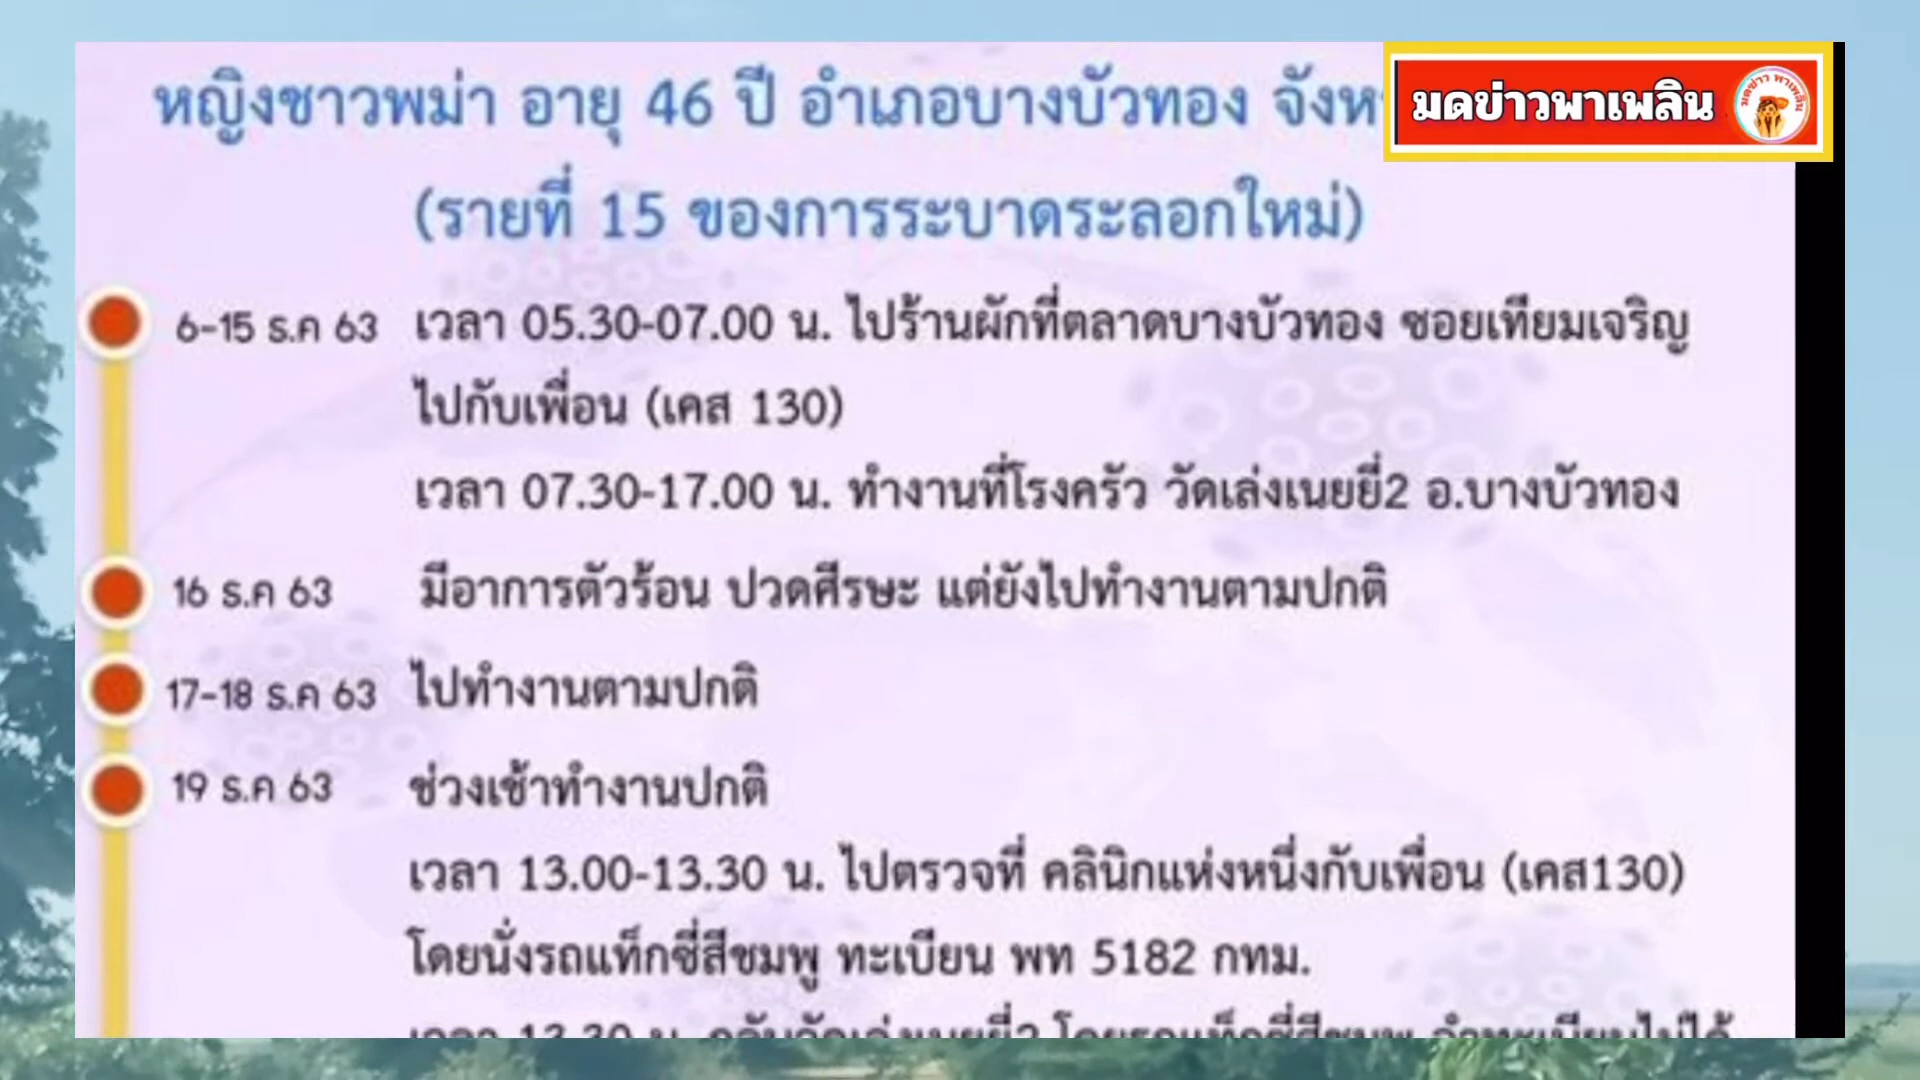 หญิงชาวพม่า อายุ 46 ปี อำเภอบางบัวทอง
มดข่าวพาเพลิน
มดข่าว พาเพลิน
(รายที่ 15 ของการระบาดระลอกใหม่)
6-15 ธ.ค 63 เวลา 05.30-07.00 น. ไปร้านผักที่ตลาดบางบัวทอง ซอยเทียมเจริญ
ไปกับเพื่อน (เคส 130)
เวลา 07.30-17.00 น. ทำงานที่โรงครัว วัดเล่งเนยยี่2 อ.บางบัวทอง
16 ธ.ค 63 มีอาการตัวร้อน ปวดศีรษะ แต่ยังไปทำงานตามปกติ
17-18 ธ.ค 63 ไปทำงานตามปกติ
19 ธ.ค 63 ช่วงเช้าทำงานปกติ
เวลา 13.00-13.30 น. ไปตรวจที่ คลินิกแห่งหนึ่งกับเพื่อน (เคส130)
โดยนั่งรถแท็กซี่สีชมพู ทะเบียน พท 5182 กทม.